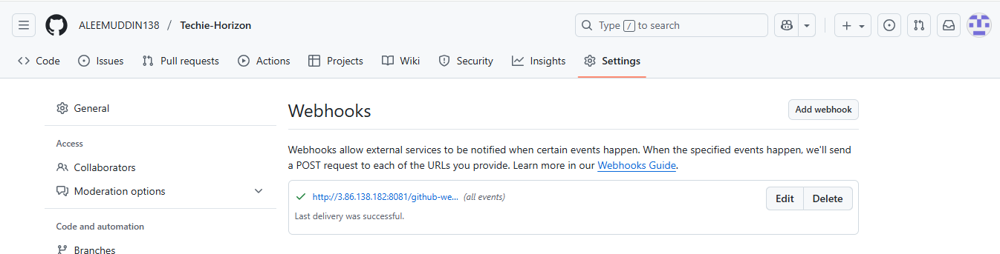 ALEEMUDDIN138 / Techie-Horizon
Type / to search
Code Issues Pull requests Actions Projects Wiki Security Insights Settings
General
Access
Collaborators
Moderation options
Code and automation
Branches
Webhooks
Add webhook
Webhooks allow external services to be notified when certain events happen. When the specified events happen, we'll send
a POST request to each of the URLs you provide. Learn more in our Webhooks Guide.
http://3.86.138.182:8081/github-we... (all events)
Edit Delete
Last delivery was successful.